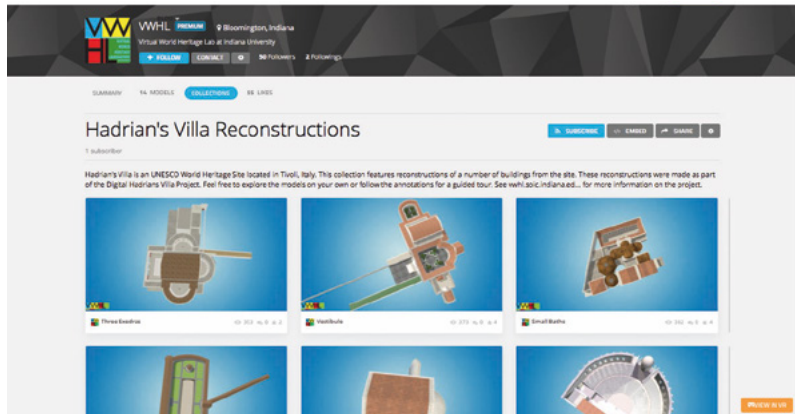 VWHL PREMIUM Bloomington, Indiana
Virtual World Heritage Lab at Indiana University
+ FOLLOW CONTACT 50 Followers 2 Followings
SUMMARY 14 MODELS COLLECTIONS 88 LIKES
Hadrian's Villa Reconstructions
SUBSCRIBE </> EMBED SHARE
1 subscriber
Hadrian's Villa is an UNESCO World Heritage Site located in Tivoli, Italy. This collection features reconstructions of a number of buildings from the site. These reconstructions were made as part
of the Digital Hadrians Villa Project. Feel free to explore the models on your own or follow the annotations for a guided tour. See vwhl.soic.indiana.ed... for more information on the project.
Three Exedras
Vestibule
Small Baths
VIEW IN VR